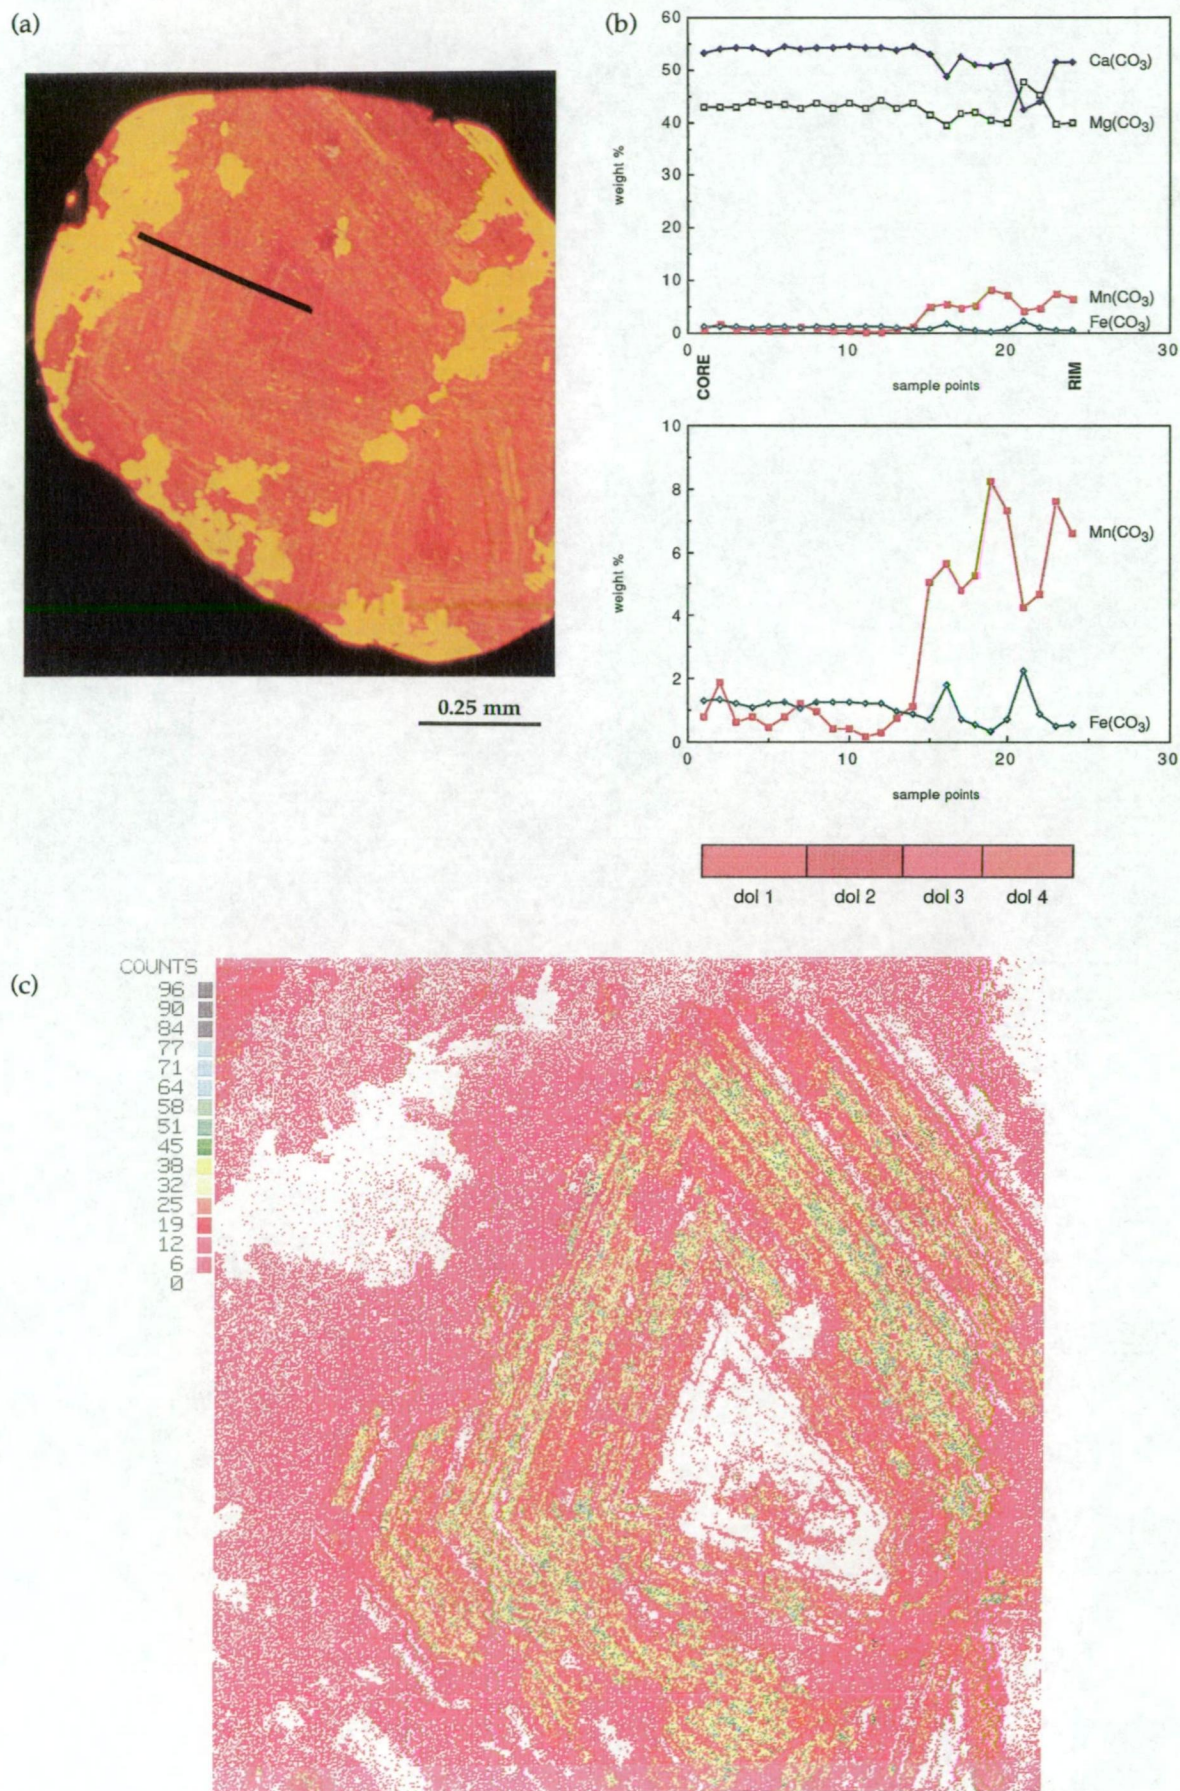 (a)
0.25 mm
(b)
60
50
40
30
20
10
0
weight %
Ca(CO3)
Mg(CO3)
Mn(CO3)
Fe(CO3)
0 10 20 30
CORE sample points RIM
10
8
6
4
2
0
weight %
Mn(CO3)
Fe(CO3)
0 10 20 30
sample points
dol 1 dol 2 dol 3 dol 4
(c)
COUNTS
96
90
84
77
71
64
58
51
45
38
32
25
19
12
6
0